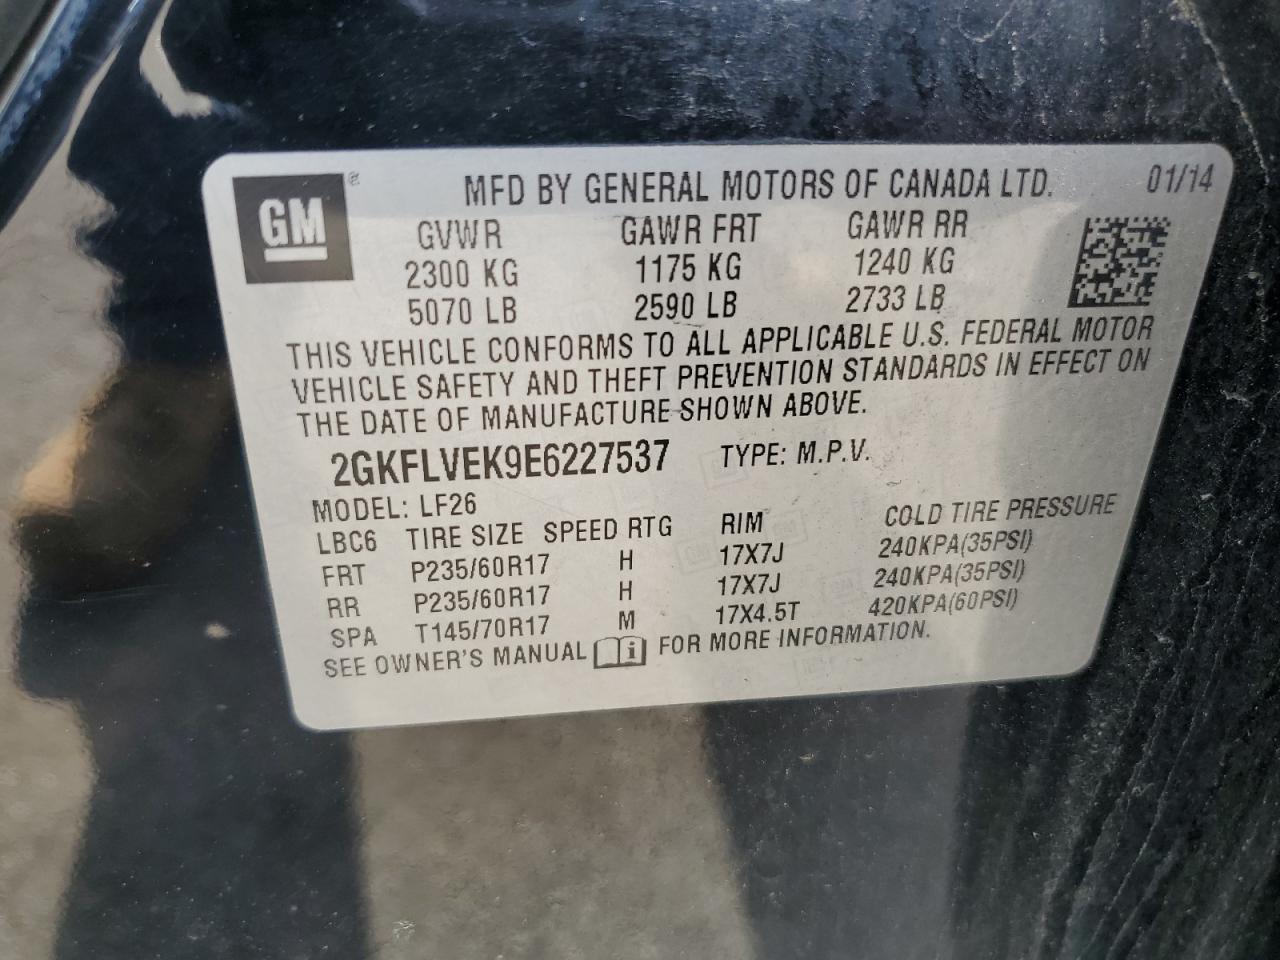 GM ®
MFD BY GENERAL MOTORS OF CANADA LTD. 01/14
GVWR GAWR FRT GAWR RR
2300 KG 1175 KG 1240 KG
5070 LB 2590 LB 2733 LB
THIS VEHICLE CONFORMS TO ALL APPLICABLE U.S. FEDERAL MOTOR
VEHICLE SAFETY AND THEFT PREVENTION STANDARDS IN EFFECT ON
THE DATE OF MANUFACTURE SHOWN ABOVE.
2GKFLVEK9E6227537 TYPE: M.P.V.
MODEL: LF26
LBC6 TIRE SIZE SPEED RTG RIM COLD TIRE PRESSURE
FRT P235/60R17 H 17X7J 240KPA(35PSI)
RR P235/60R17 H 17X7J 240KPA(35PSI)
SPA T145/70R17 M 17X4.5T 420KPA(60PSI)
SEE OWNER'S MANUAL i FOR MORE INFORMATION.